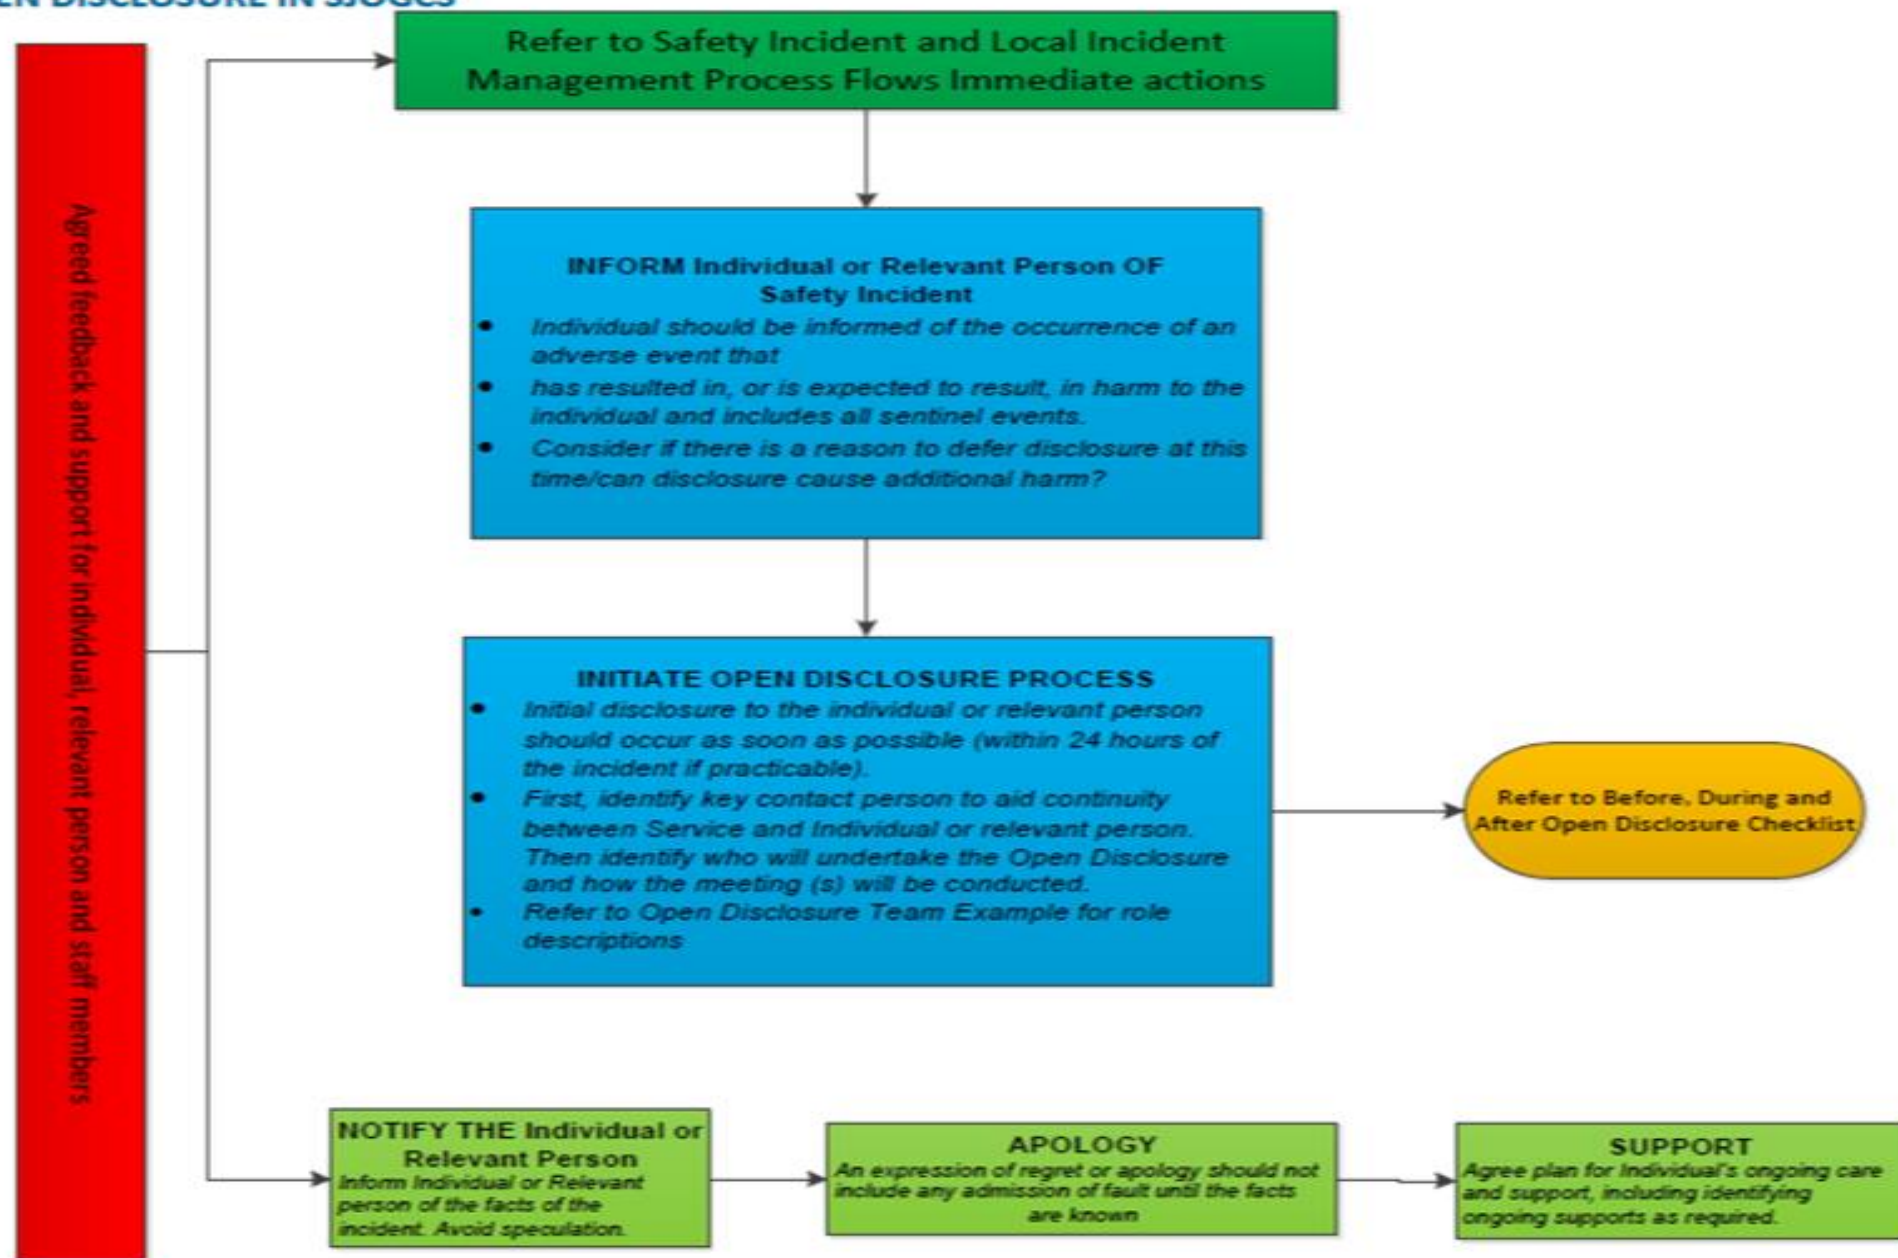 EN DISCLOSURE IN SJOGCS
Agreed feedback and support for individual, relevant person and staff members
Refer to Safety Incident and Local Incident
Management Process Flows Immediate actions
INFORM Individual or Relevant Person OF
Safety Incident
• Individual should be informed of the occurrence of an
adverse event that
• has resulted in, or is expected to result, in harm to the
individual and includes all sentinel events.
• Consider if there is a reason to defer disclosure at this
time/can disclosure cause additional harm?
INITIATE OPEN DISCLOSURE PROCESS
• Initial disclosure to the individual or relevant person
should occur as soon as possible (within 24 hours of
the incident if practicable).
• First, identify key contact person to aid continuity
between Service and Individual or relevant person.
Then identify who will undertake the Open Disclosure
and how the meeting (s) will be conducted.
• Refer to Open Disclosure Team Example for role
descriptions
Refer to Before, During and
After Open Disclosure Checklist
NOTIFY THE Individual or
Relevant Person
Inform Individual or Relevant
person of the facts of the
incident. Avoid speculation.
APOLOGY
An expression of regret or apology should not
include any admission of fault until the facts
are known
SUPPORT
Agree plan for Individual's ongoing care
and support, including identifying
ongoing supports as required.